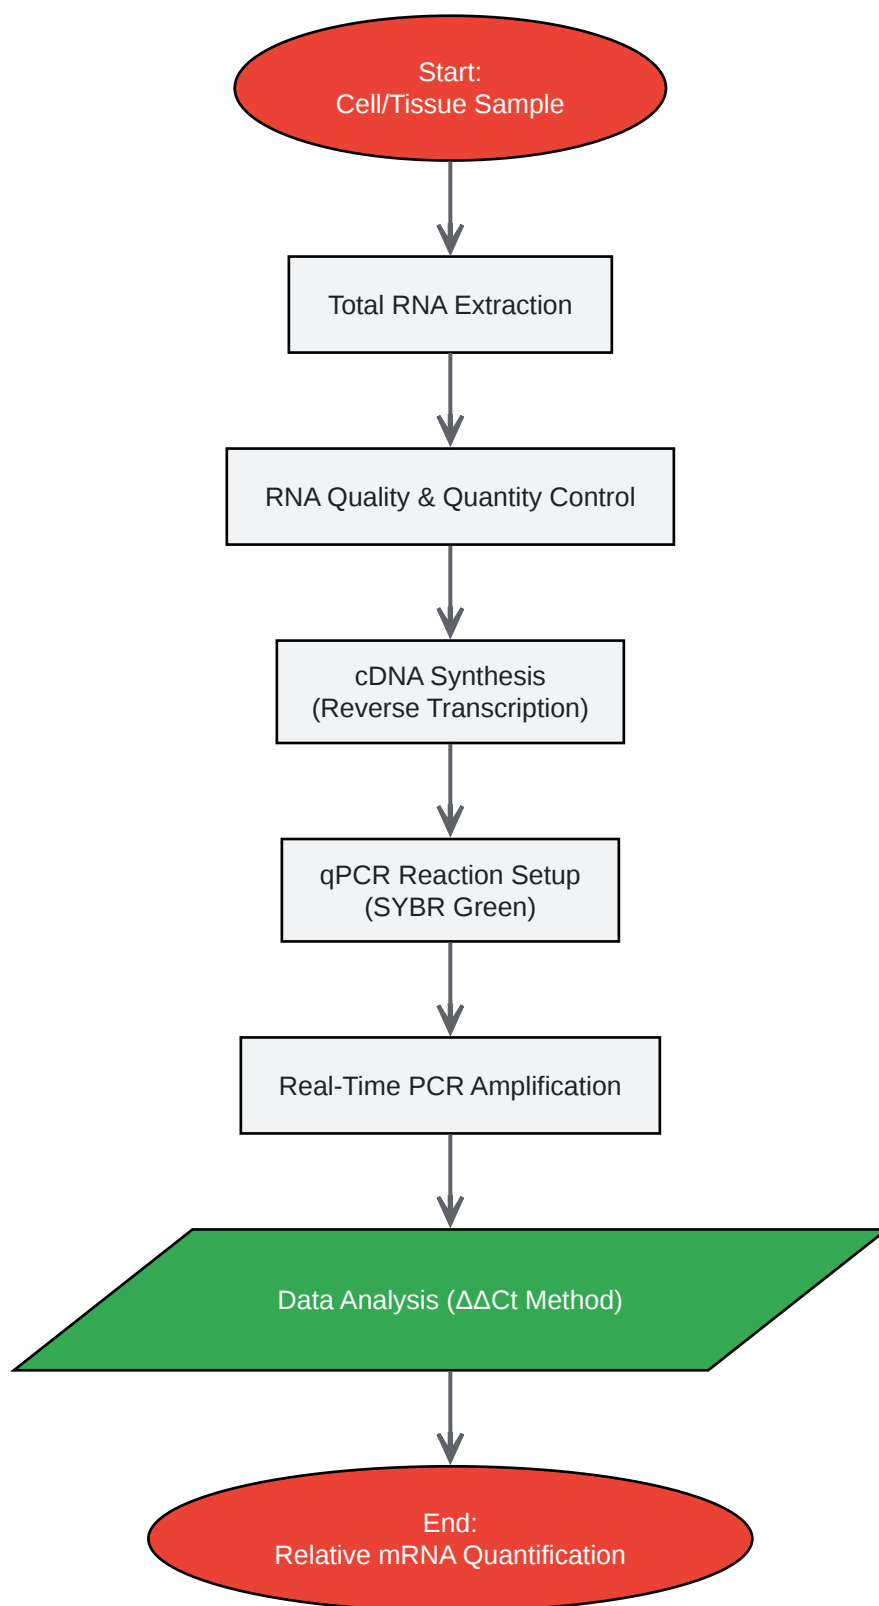 Start:
Cell/Tissue Sample
Total RNA Extraction
RNA Quality & Quantity Control
cDNA Synthesis
(Reverse Transcription)
qPCR Reaction Setup
(SYBR Green)
Real-Time PCR Amplification
Data Analysis (ΔΔCt Method)
End:
Relative mRNA Quantification